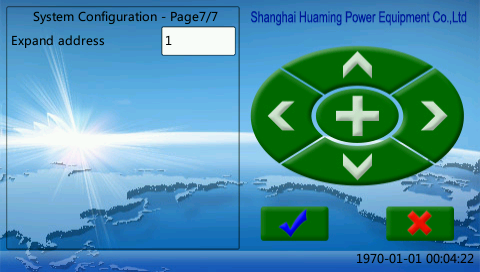 System Configuration - Page7/7
Shanghai Huaming Power Equipment Co.,Ltd
Expand address
1
1970-01-01 00:04:22